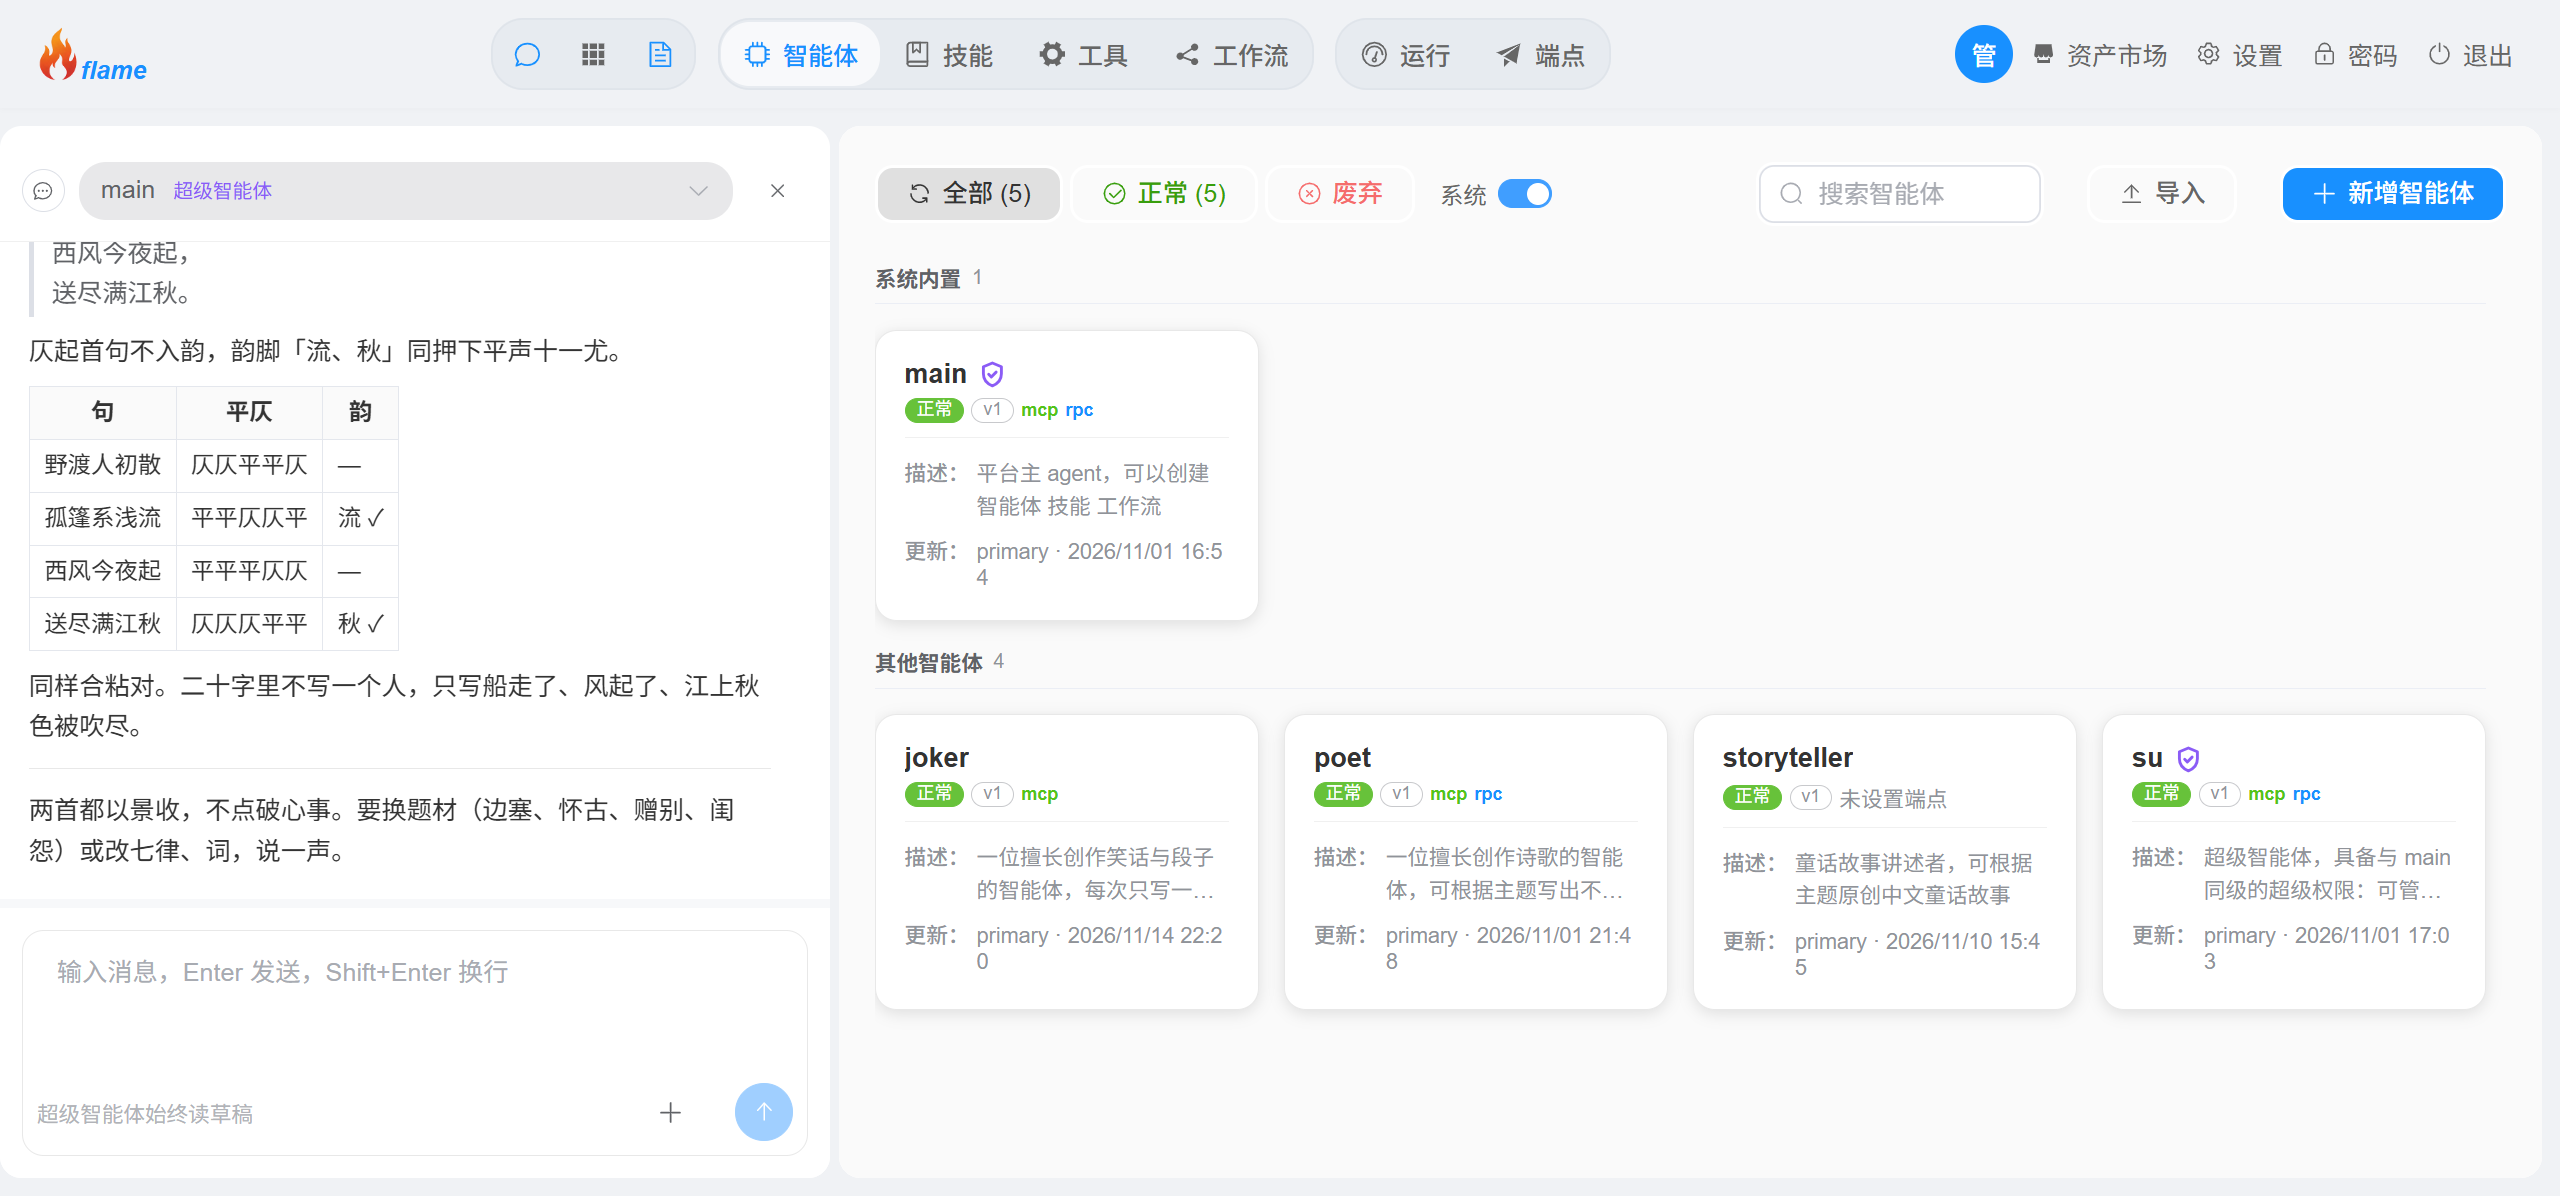 flame
智能体
技能
工具
工作流
运行
端点
管
资产市场
设置
密码
退出
main 超级智能体
西风今夜起，
送尽满江秋。
仄起首句不入韵，韵脚「流、秋」同押下平声十一尤。
句 平仄 韵
野渡人初散 仄仄平平仄 —
孤篷系浅流 平平仄仄平 流 ✓
西风今夜起 平平平仄仄 —
送尽满江秋 仄仄仄平平 秋 ✓
同样合粘对。二十字里不写一个人，只写船走了、风起了、江上秋
色被吹尽。
两首都以景收，不点破心事。要换题材（边塞、怀古、赠别、闺
怨）或改七律、词，说一声。
输入消息，Enter 发送，Shift+Enter 换行
超级智能体始终读草稿
全部 (5)
正常 (5)
废弃
系统
搜索智能体
导入
新增智能体
系统内置 1
main
正常 v1 mcp rpc
描述： 平台主 agent，可以创建
智能体 技能 工作流
更新： primary · 2026/11/01 16:5
4
其他智能体 4
joker
正常 v1 mcp
描述： 一位擅长创作笑话与段子
的智能体，每次只写一…
更新： primary · 2026/11/14 22:2
0
poet
正常 v1 mcp rpc
描述： 一位擅长创作诗歌的智能
体，可根据主题写出不…
更新： primary · 2026/11/01 21:4
8
storyteller
正常 v1 未设置端点
描述： 童话故事讲述者，可根据
主题原创中文童话故事
更新： primary · 2026/11/10 15:4
5
su
正常 v1 mcp rpc
描述： 超级智能体，具备与 main
同级的超级权限：可管…
更新： primary · 2026/11/01 17:0
3